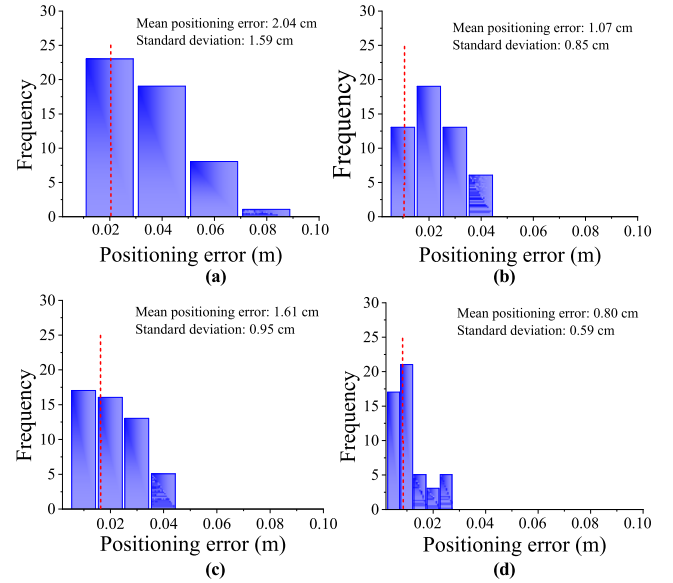 Mean positioning error: 2.04 cm
Standard deviation: 1.59 cm
30
25
20
15
10
5
0
Frequency
0.02 0.04 0.06 0.08 0.10
Positioning error (m)
(a)
Mean positioning error: 1.07 cm
Standard deviation: 0.85 cm
30
25
20
15
10
5
0
Frequency
0.02 0.04 0.06 0.08 0.10
Positioning error (m)
(b)
Mean positioning error: 1.61 cm
Standard deviation: 0.95 cm
30
25
20
15
10
5
0
Frequency
0.02 0.04 0.06 0.08 0.10
Positioning error (m)
(c)
Mean positioning error: 0.80 cm
Standard deviation: 0.59 cm
30
25
20
15
10
5
0
Frequency
0.02 0.04 0.06 0.08 0.10
Positioning error (m)
(d)